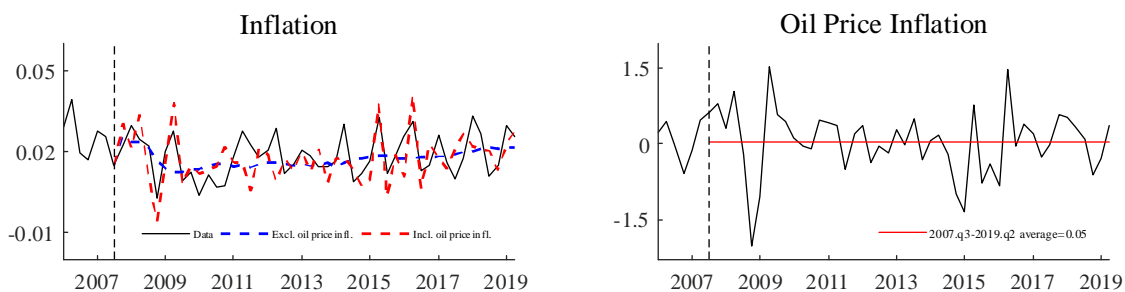 Inflation
0.05
0.02
-0.01
Data Excl. oil price infl. Incl. oil price infl.
2007 2009 2011 2013 2015 2017 2019
Oil Price Inflation
1.5
0
-1.5
2007.q3-2019.q2 average=0.05
2007 2009 2011 2013 2015 2017 2019